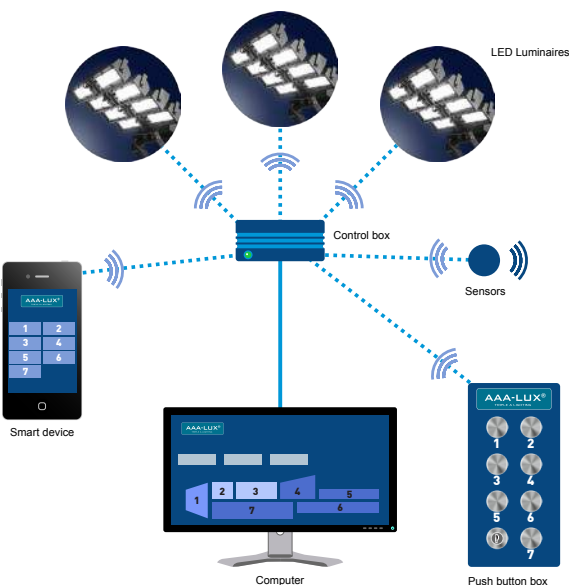 LED Luminaires
Control box
Sensors
AAA-LUX®
1 2
3 4
5 6
7
Smart device
AAA-LUX®
1 2 3 4 5
7 6
Computer
AAA-LUX®
TRIPLE A LIGHTING
1 2
3 4
5 6
7
Push button box